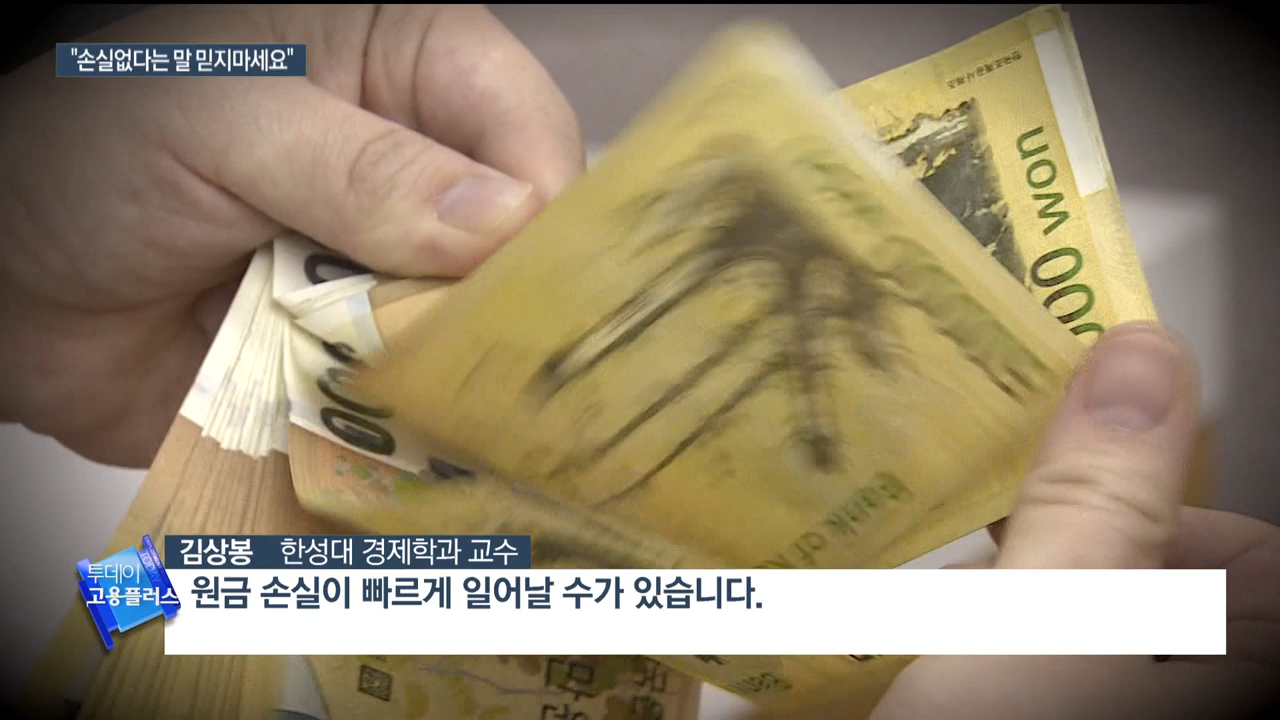 "손실없다는 말 믿지마세요"
000 won
김상봉 한성대 경제학과 교수
투데이
고용플러스
원금 손실이 빠르게 일어날 수가 있습니다.